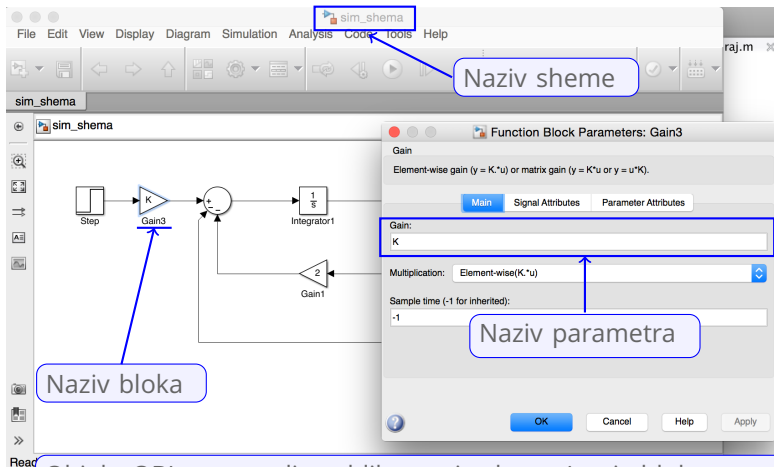 sim_shema
File Edit View Display Diagram Simulation Analysis Code Tools Help
raj.m
Naziv sheme
sim_shema
sim_shema
Function Block Parameters: Gain3
Gain
Element-wise gain (y = K.*u) or matrix gain (y = K*u or y = u*K).
Main Signal Attributes Parameter Attributes
Gain:
K
Multiplication: Element-wise(K.*u)
Sample time (-1 for inherited):
-1
Naziv parametra
OK Cancel Help Apply
Step
K
Gain3
1
s
Integrator1
2
Gain1
Naziv bloka